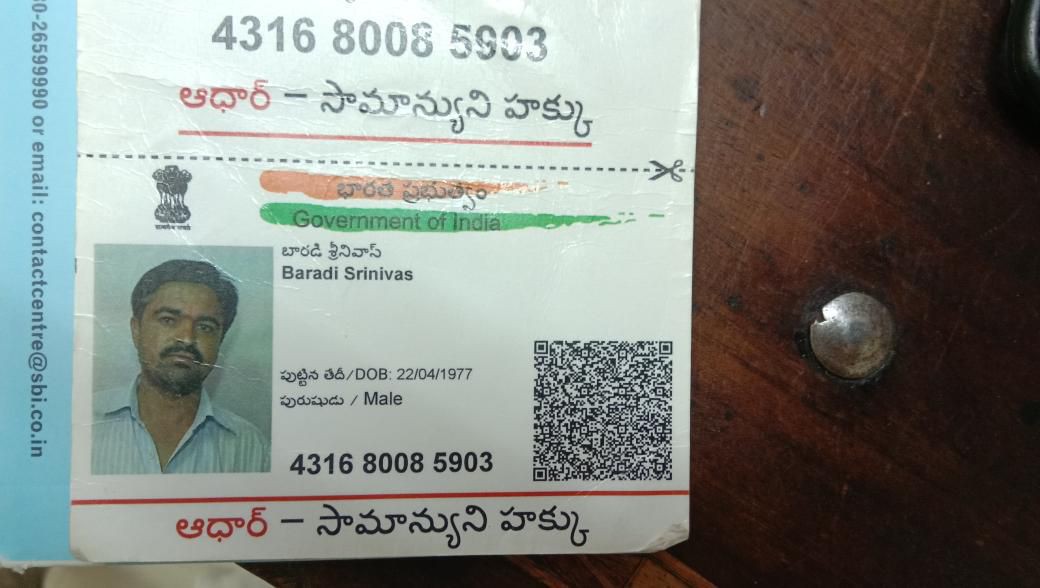 4316 8008 5903
ఆధార్ – సామాన్యుని హక్కు
భారత ప్రభుత్వం
Government of India
బారడి శ్రీనివాస్
Baradi Srinivas
పుట్టిన తేదీ/DOB: 22/04/1977
పురుషుడు / Male
4316 8008 5903
ఆధార్ – సామాన్యుని హక్కు
0-26599990 or email: contactcentre@sbi.co.in